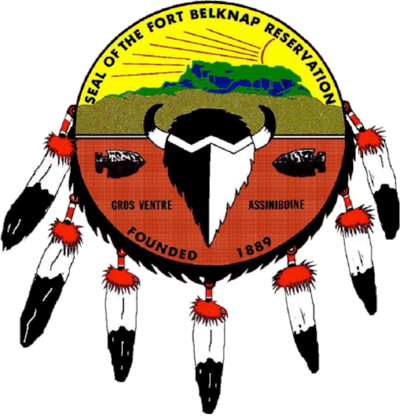 SEAL OF THE FORT BELKNAP RESERVATION
GROS VENTRE ASSINIBOINE
FOUNDED 1889